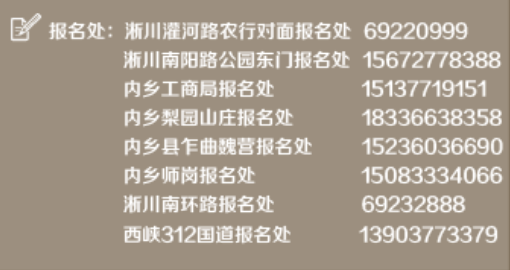 报名处：淅川灌河路农行对面报名处 69220999
淅川南阳路公园东门报名处 15672778388
内乡工商局报名处 15137719151
内乡梨园山庄报名处 18336638358
内乡县乍曲魏营报名处 15236036690
内乡师岗报名处 15083334066
淅川南环路报名处 69232888
西峡312国道报名处 13903773379